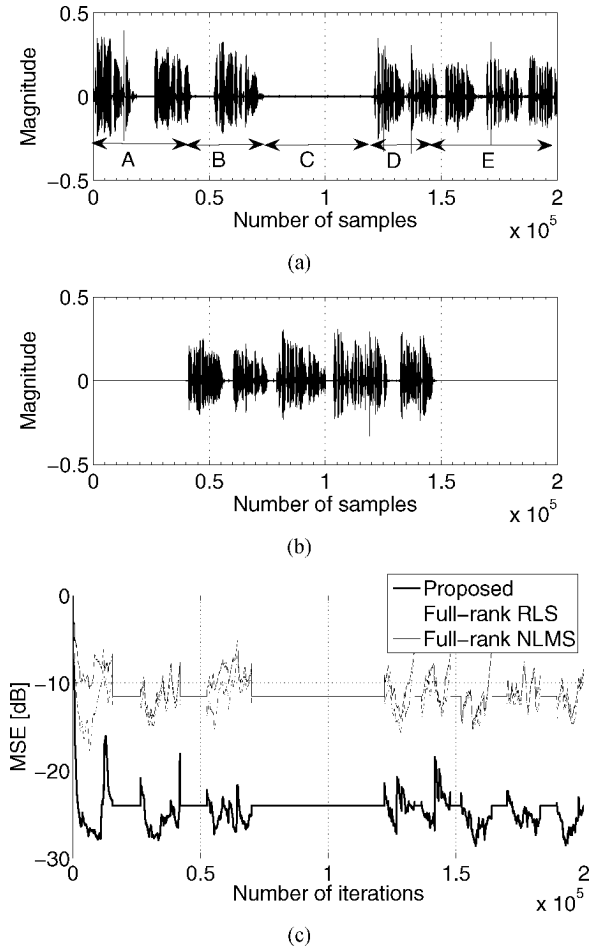 0.5
Magnitude
0
A
B
C
D
E
−0.5
0
0.5
1
1.5
2
Number of samples
x 10^5
(a)
0.5
Magnitude
0
−0.5
0
0.5
1
1.5
2
Number of samples
x 10^5
(b)
0
Proposed
Full−rank RLS
Full−rank NLMS
MSE [dB]
−10
−20
−30
0
0.5
1
1.5
2
Number of iterations
x 10^5
(c)